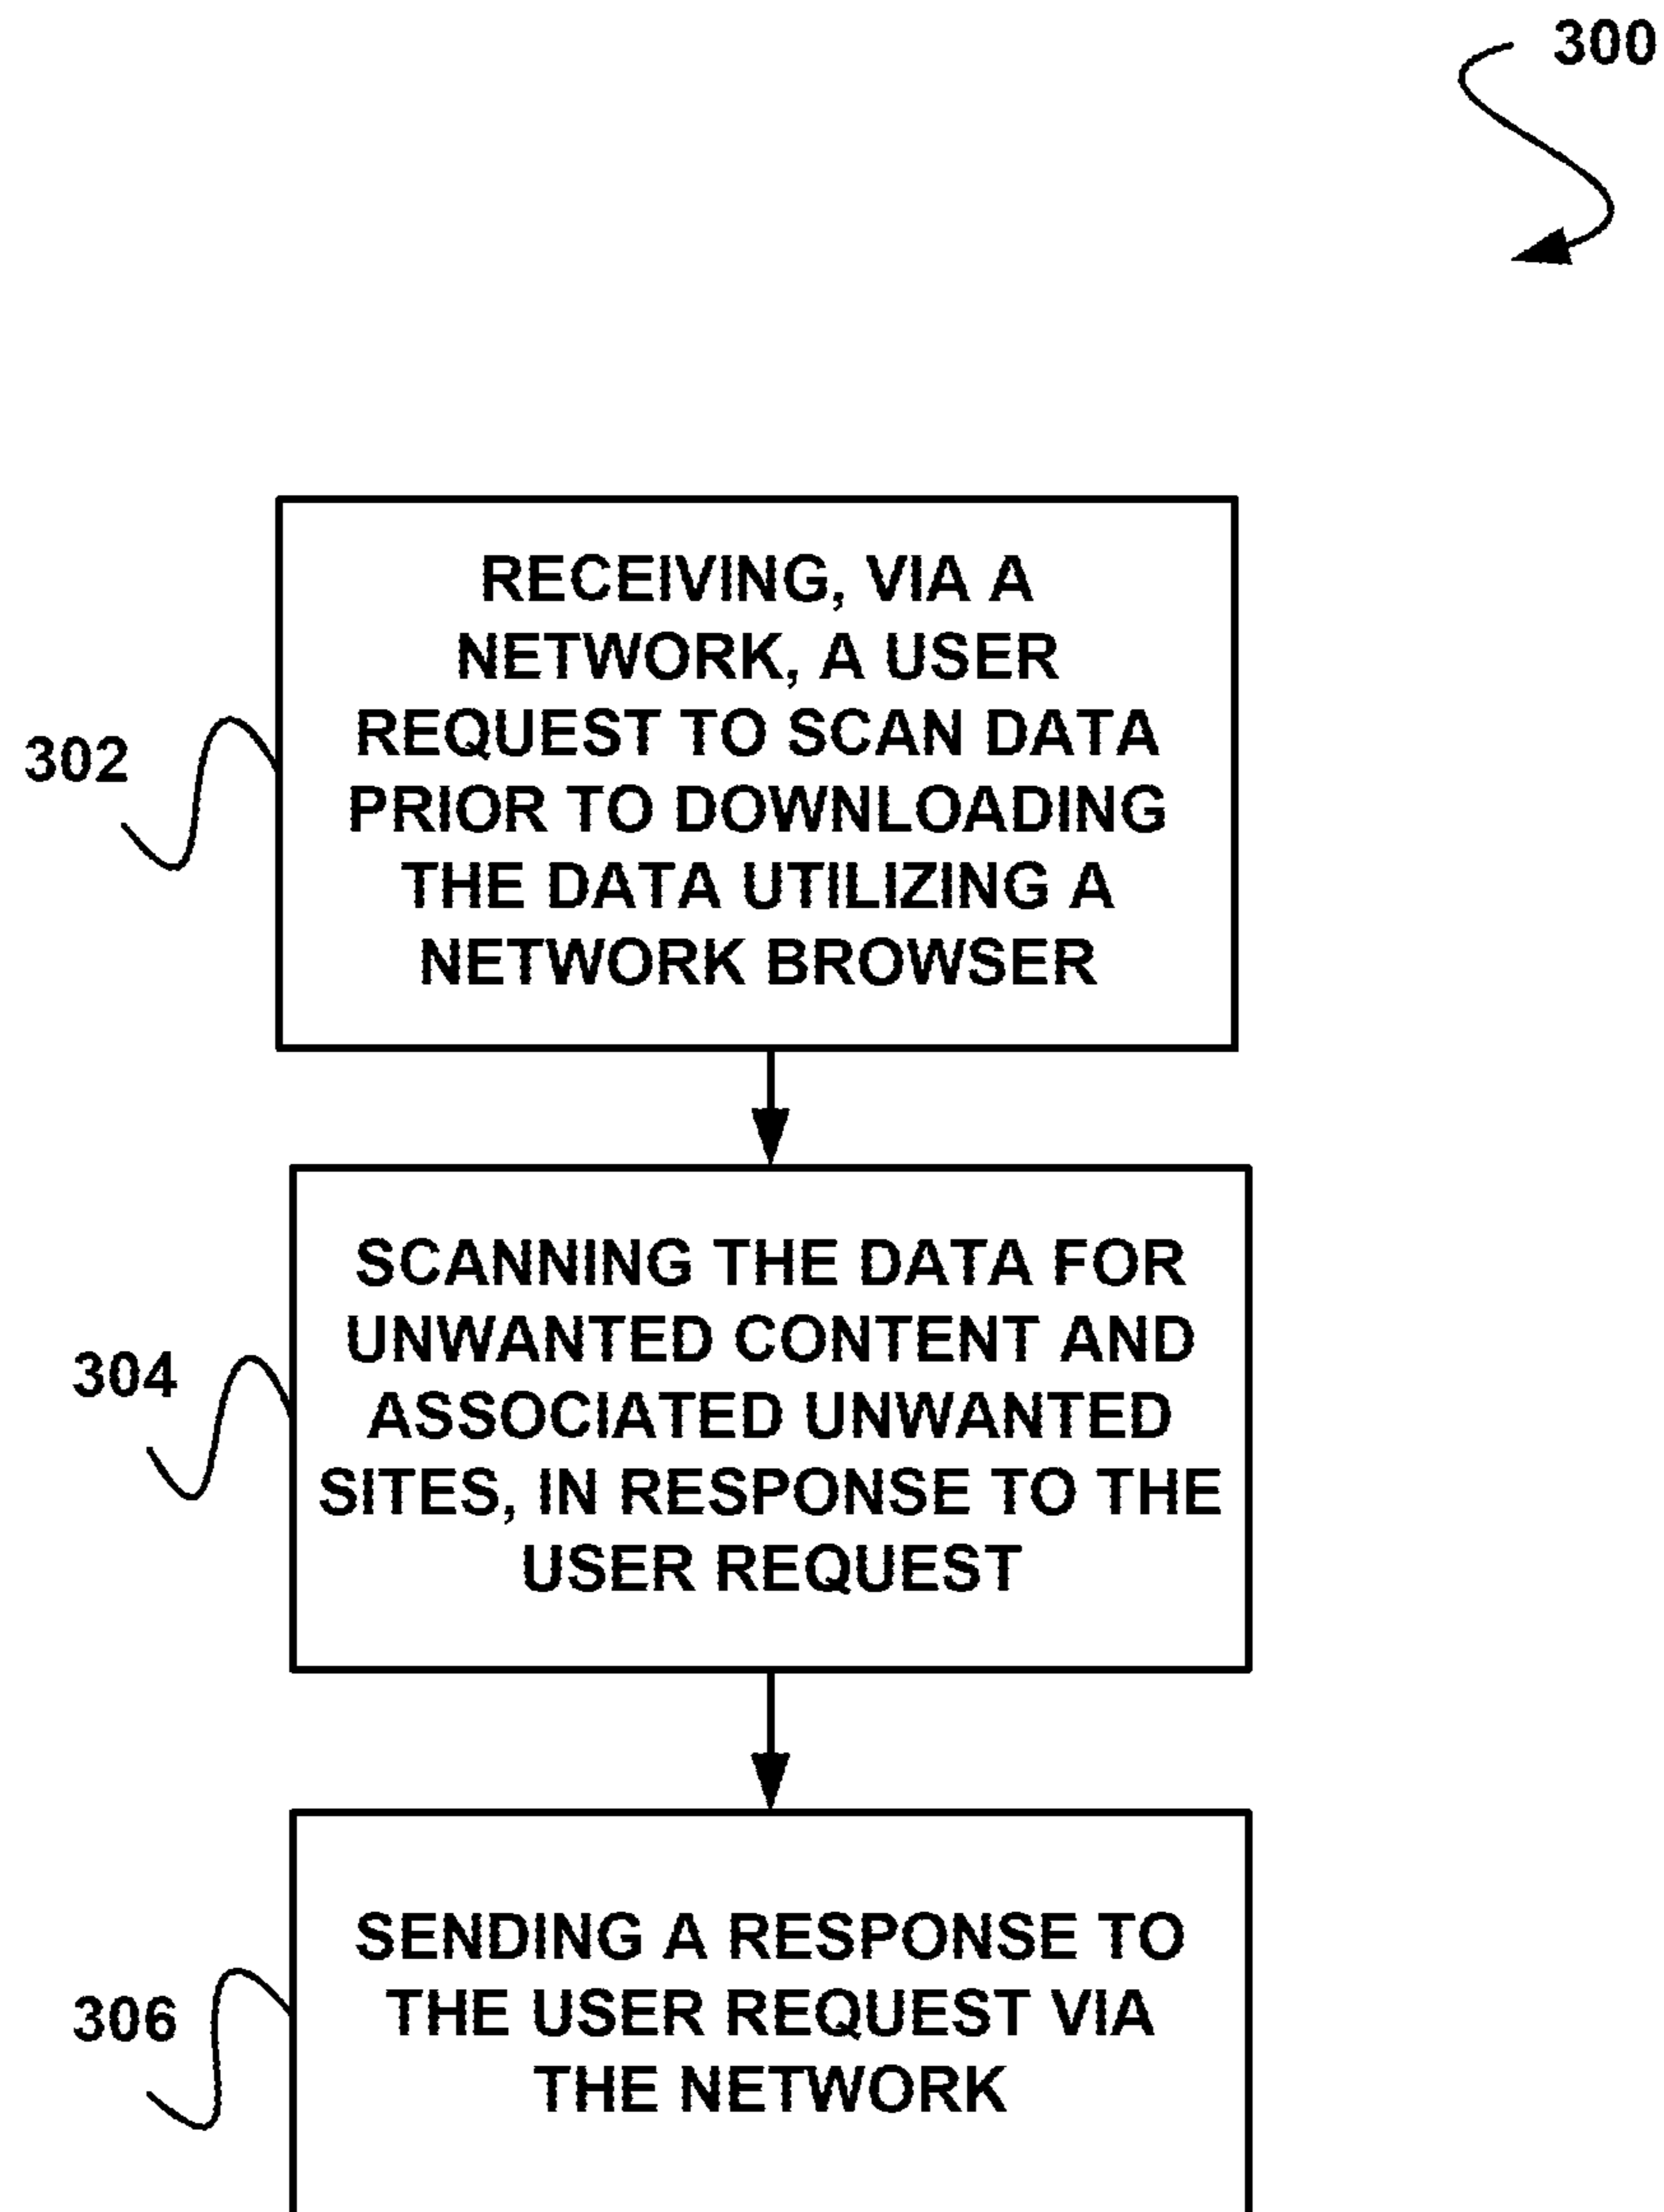 300
302
RECEIVING, VIA A
NETWORK, A USER
REQUEST TO SCAN DATA
PRIOR TO DOWNLOADING
THE DATA UTILIZING A
NETWORK BROWSER
304
SCANNING THE DATA FOR
UNWANTED CONTENT AND
ASSOCIATED UNWANTED
SITES, IN RESPONSE TO THE
USER REQUEST
306
SENDING A RESPONSE TO
THE USER REQUEST VIA
THE NETWORK